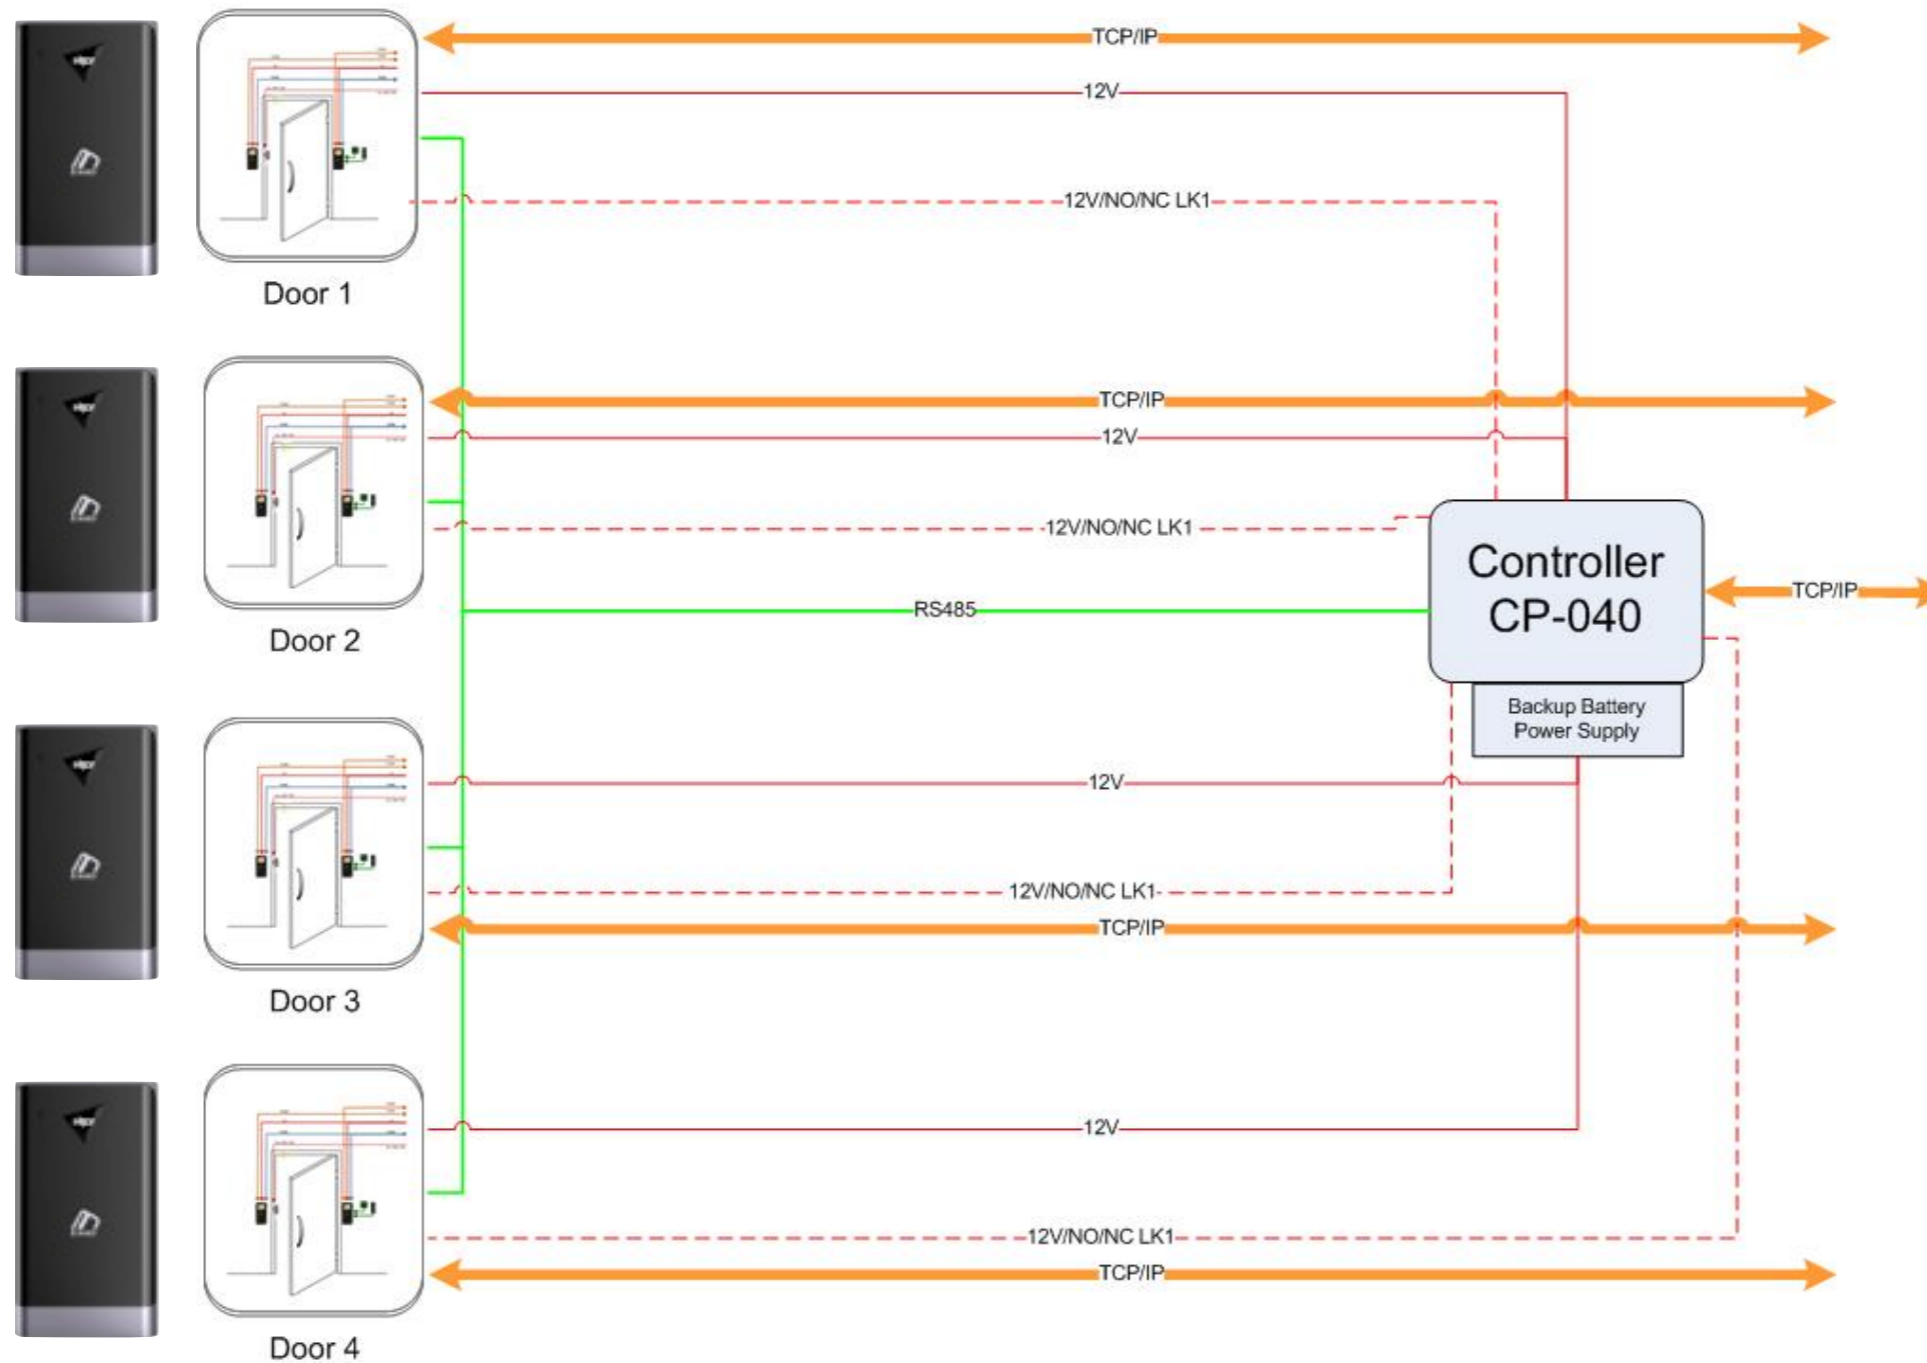 TCP/IP
12V
12V/NO/NC LK1
Door 1
TCP/IP
12V
12V/NO/NC LK1
Door 2
RS485
Controller
CP-040
TCP/IP
Backup Battery
Power Supply
12V
12V/NO/NC LK1
TCP/IP
Door 3
12V
12V/NO/NC LK1
TCP/IP
Door 4